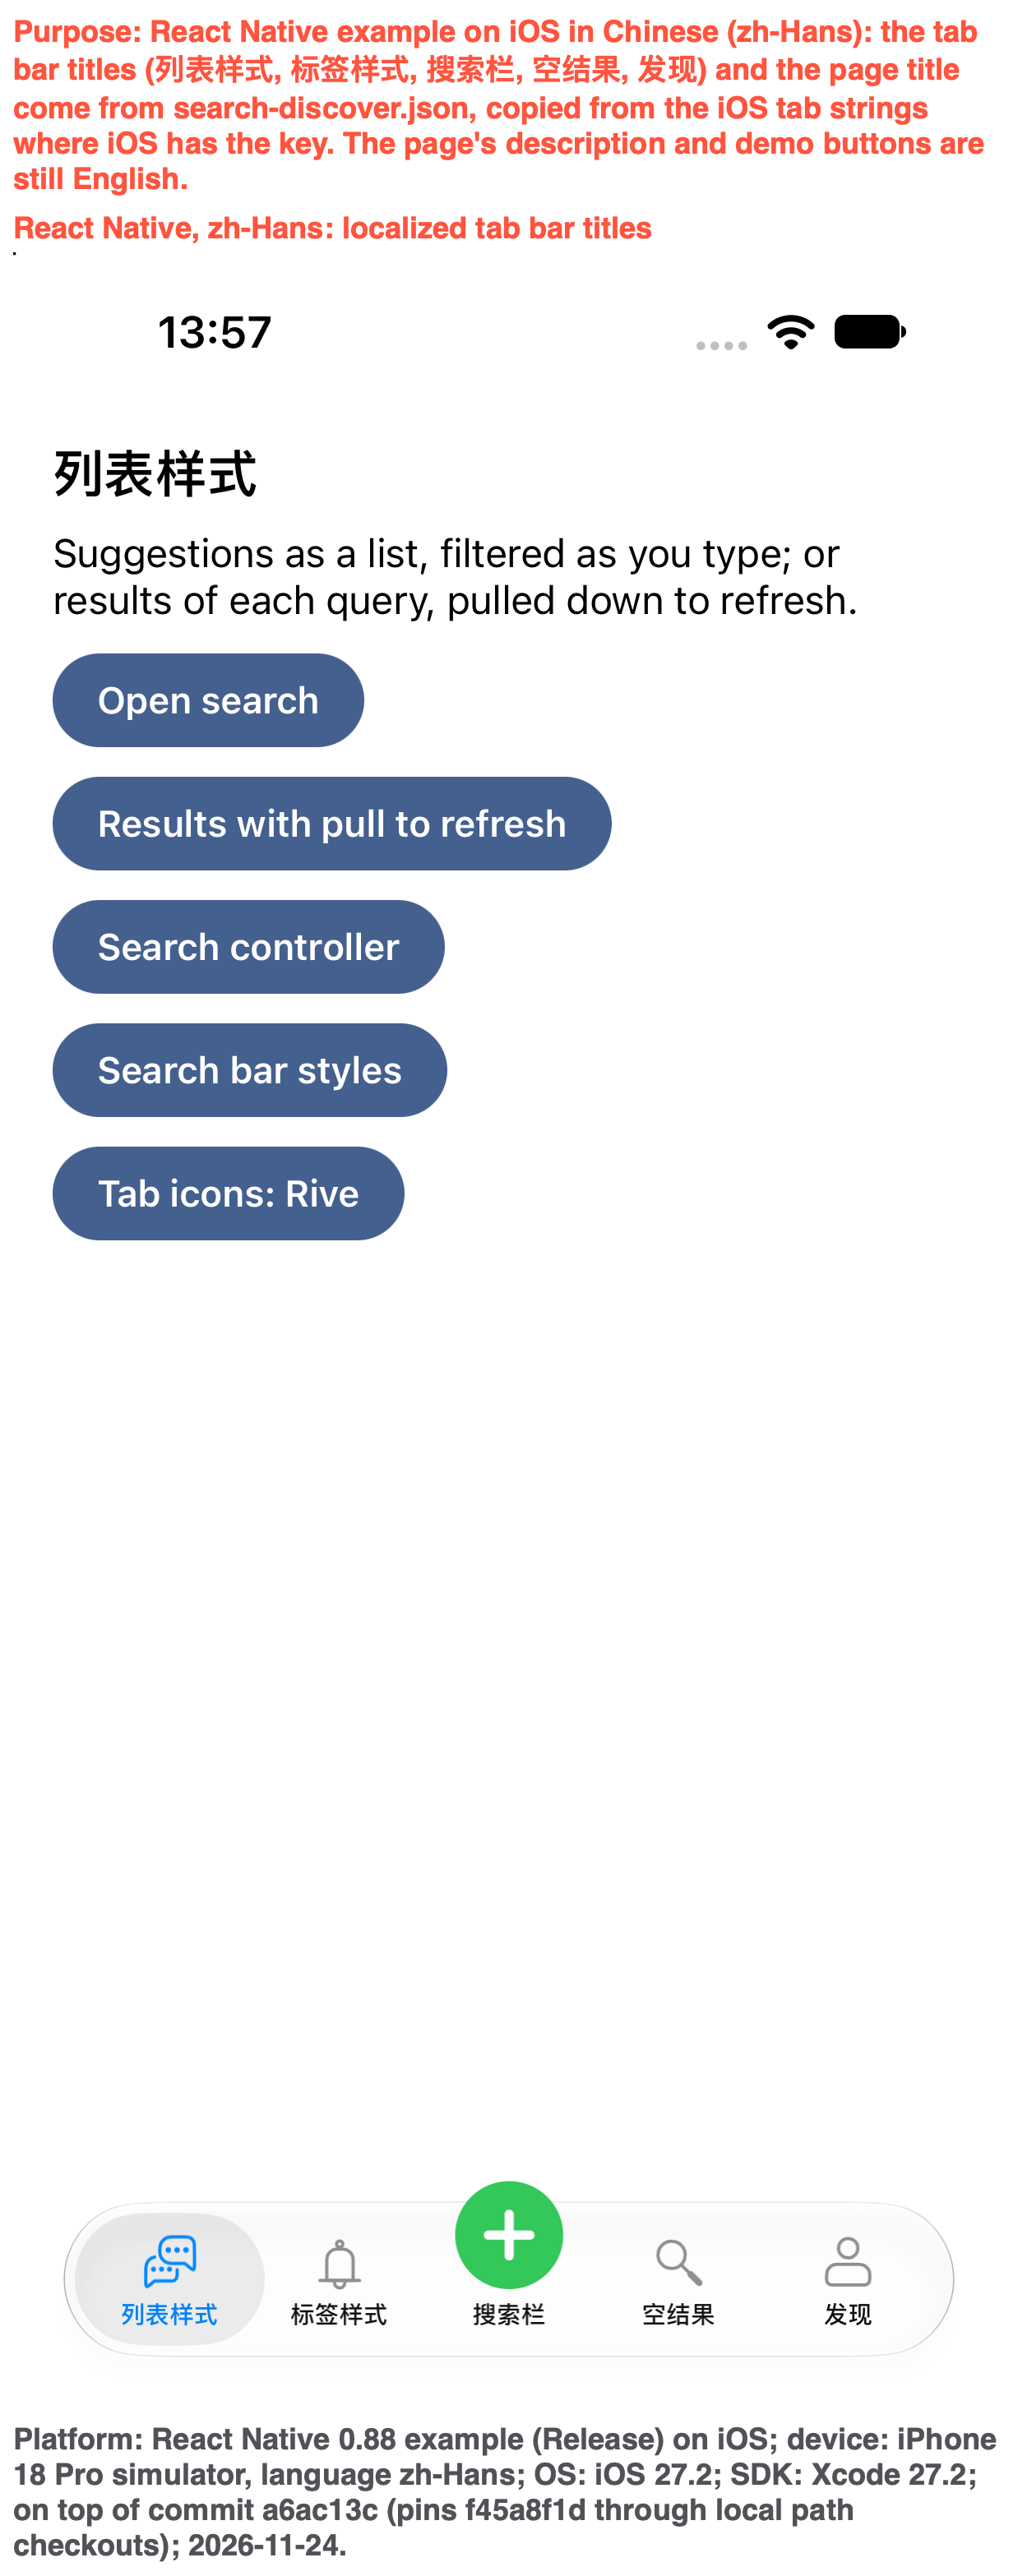 Purpose: React Native example on iOS in Chinese (zh-Hans): the tab
bar titles (列表样式, 标签样式, 搜索栏, 空结果, 发现) and the page title
come from search-discover.json, copied from the iOS tab strings
where iOS has the key. The page's description and demo buttons are
still English.
React Native, zh-Hans: localized tab bar titles
13:57
列表样式
Suggestions as a list, filtered as you type; or
results of each query, pulled down to refresh.
Open search
Results with pull to refresh
Search controller
Search bar styles
Tab icons: Rive
列表样式
标签样式
搜索栏
空结果
发现
Platform: React Native 0.88 example (Release) on iOS; device: iPhone
18 Pro simulator, language zh-Hans; OS: iOS 27.2; SDK: Xcode 27.2;
on top of commit a6ac13c (pins f45a8f1d through local path
checkouts); 2026-11-24.